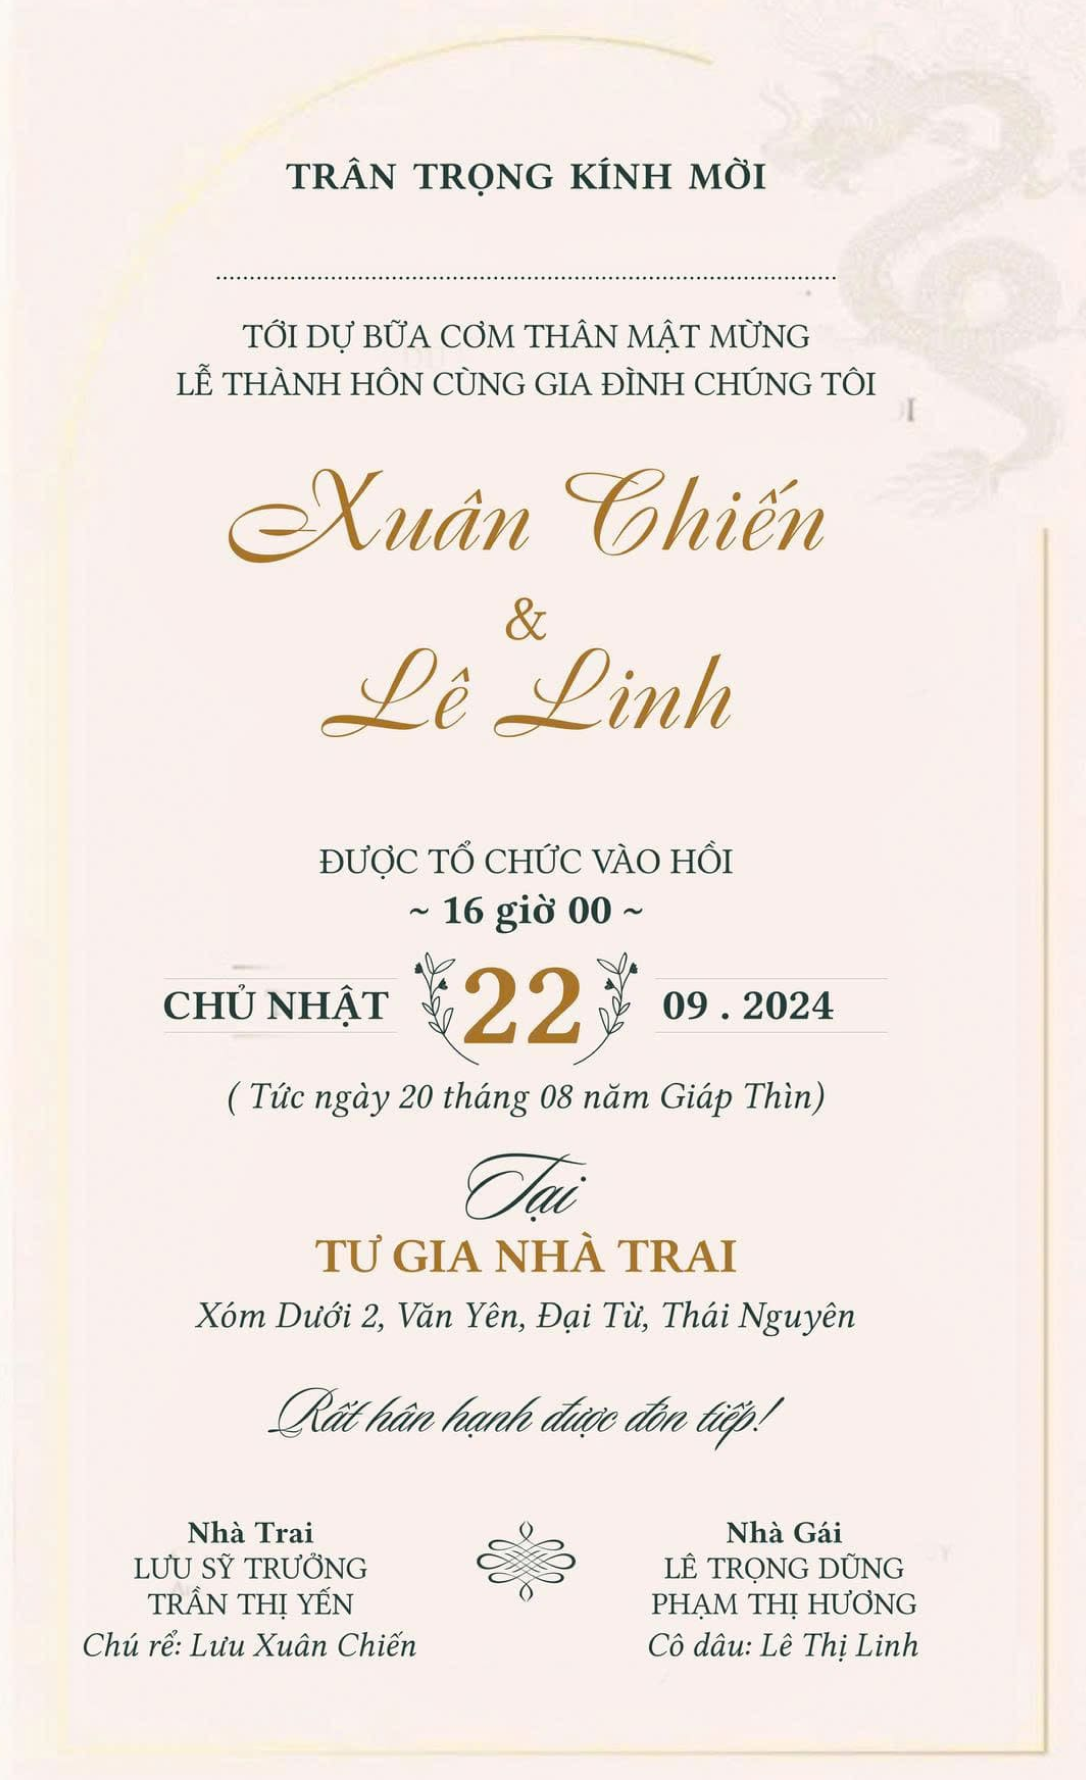 TRÂN TRỌNG KÍNH MỜI
TỚI DỰ BỮA CƠM THÂN MẬT MỪNG
LỄ THÀNH HÔN CÙNG GIA ĐÌNH CHÚNG TÔI
Xuân Chiến
&
Lê Linh
ĐƯỢC TỔ CHỨC VÀO HỒI
~ 16 giờ 00 ~
CHỦ NHẬT 22 09 . 2024
( Tức ngày 20 tháng 08 năm Giáp Thìn)
Tại
TƯ GIA NHÀ TRAI
Xóm Dưới 2, Văn Yên, Đại Từ, Thái Nguyên
Rất hân hạnh được đón tiếp!
Nhà Trai
LƯU SỸ TRƯỞNG
TRẦN THỊ YẾN
Chú rể: Lưu Xuân Chiến
Nhà Gái
LÊ TRỌNG DŨNG
PHẠM THỊ HƯƠNG
Cô dâu: Lê Thị Linh